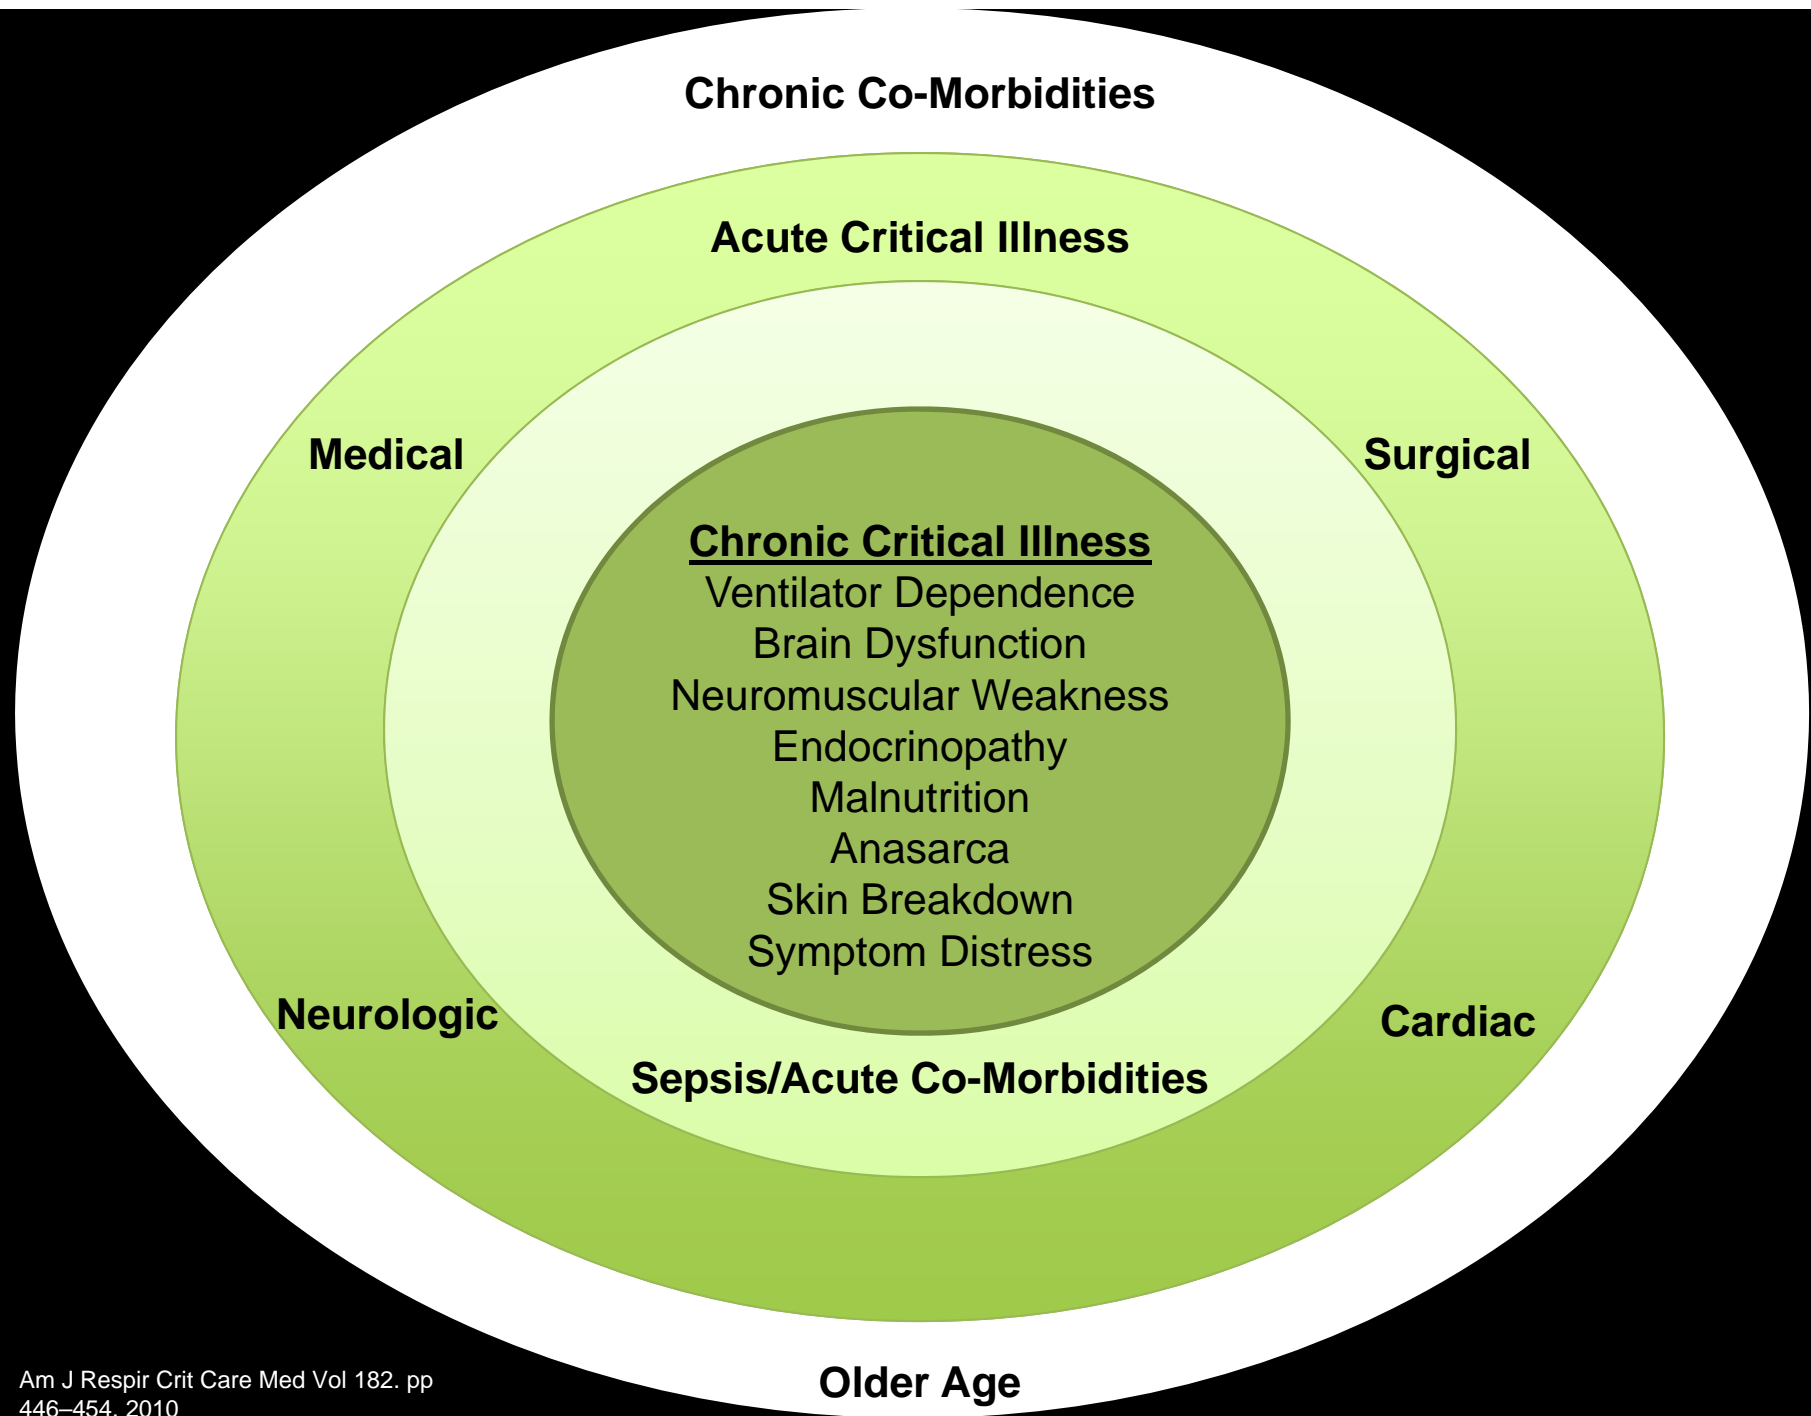 Chronic Co-Morbidities
Acute Critical Illness
Medical
Surgical
Chronic Critical Illness
Ventilator Dependence
Brain Dysfunction
Neuromuscular Weakness
Endocrinopathy
Malnutrition
Anasarca
Skin Breakdown
Symptom Distress
Neurologic
Cardiac
Sepsis/Acute Co-Morbidities
Older Age
Am J Respir Crit Care Med Vol 182. pp
446–454, 2010